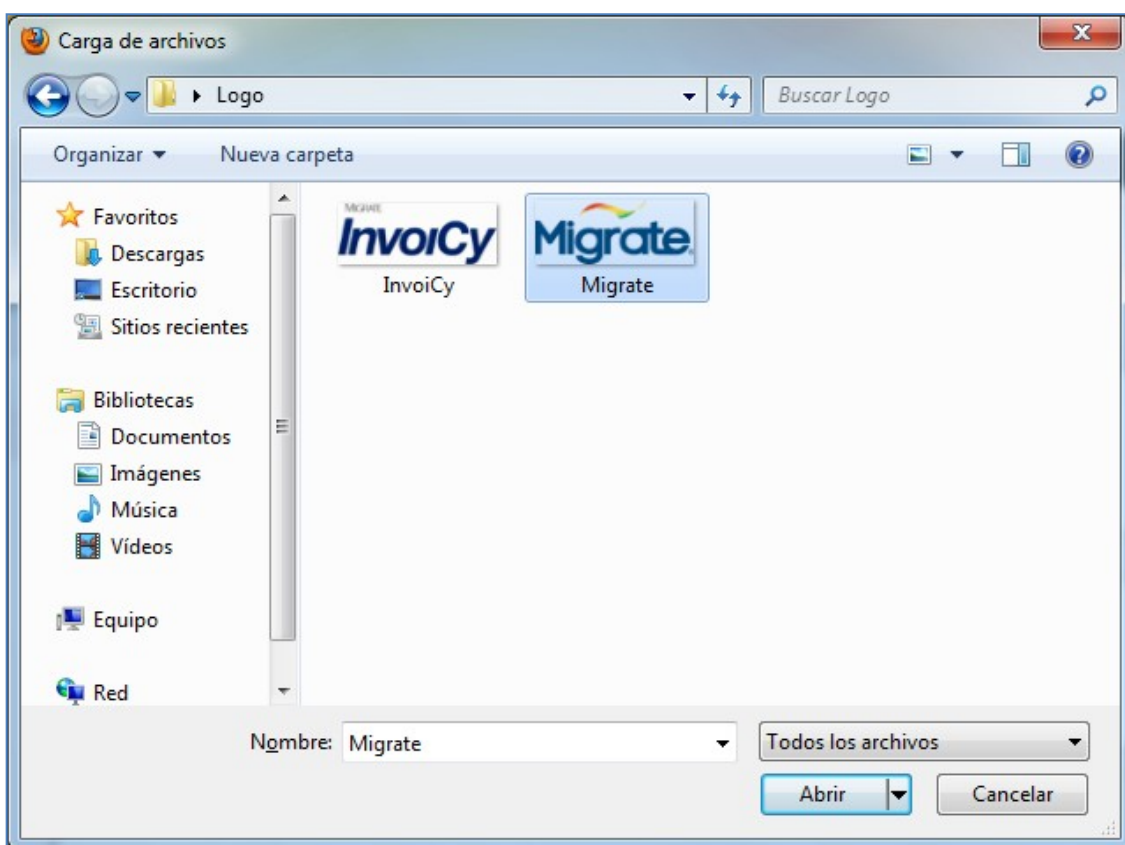 Carga de archivos
Logo
Buscar Logo
Organizar
Nueva carpeta
Favoritos
Descargas
Escritorio
Sitios recientes
Bibliotecas
Documentos
Imágenes
Música
Vídeos
Equipo
Red
MIGRATE
InvoiCy
InvoiCy
Migrate
Migrate
Nombre: Migrate
Todos los archivos
Abrir
Cancelar